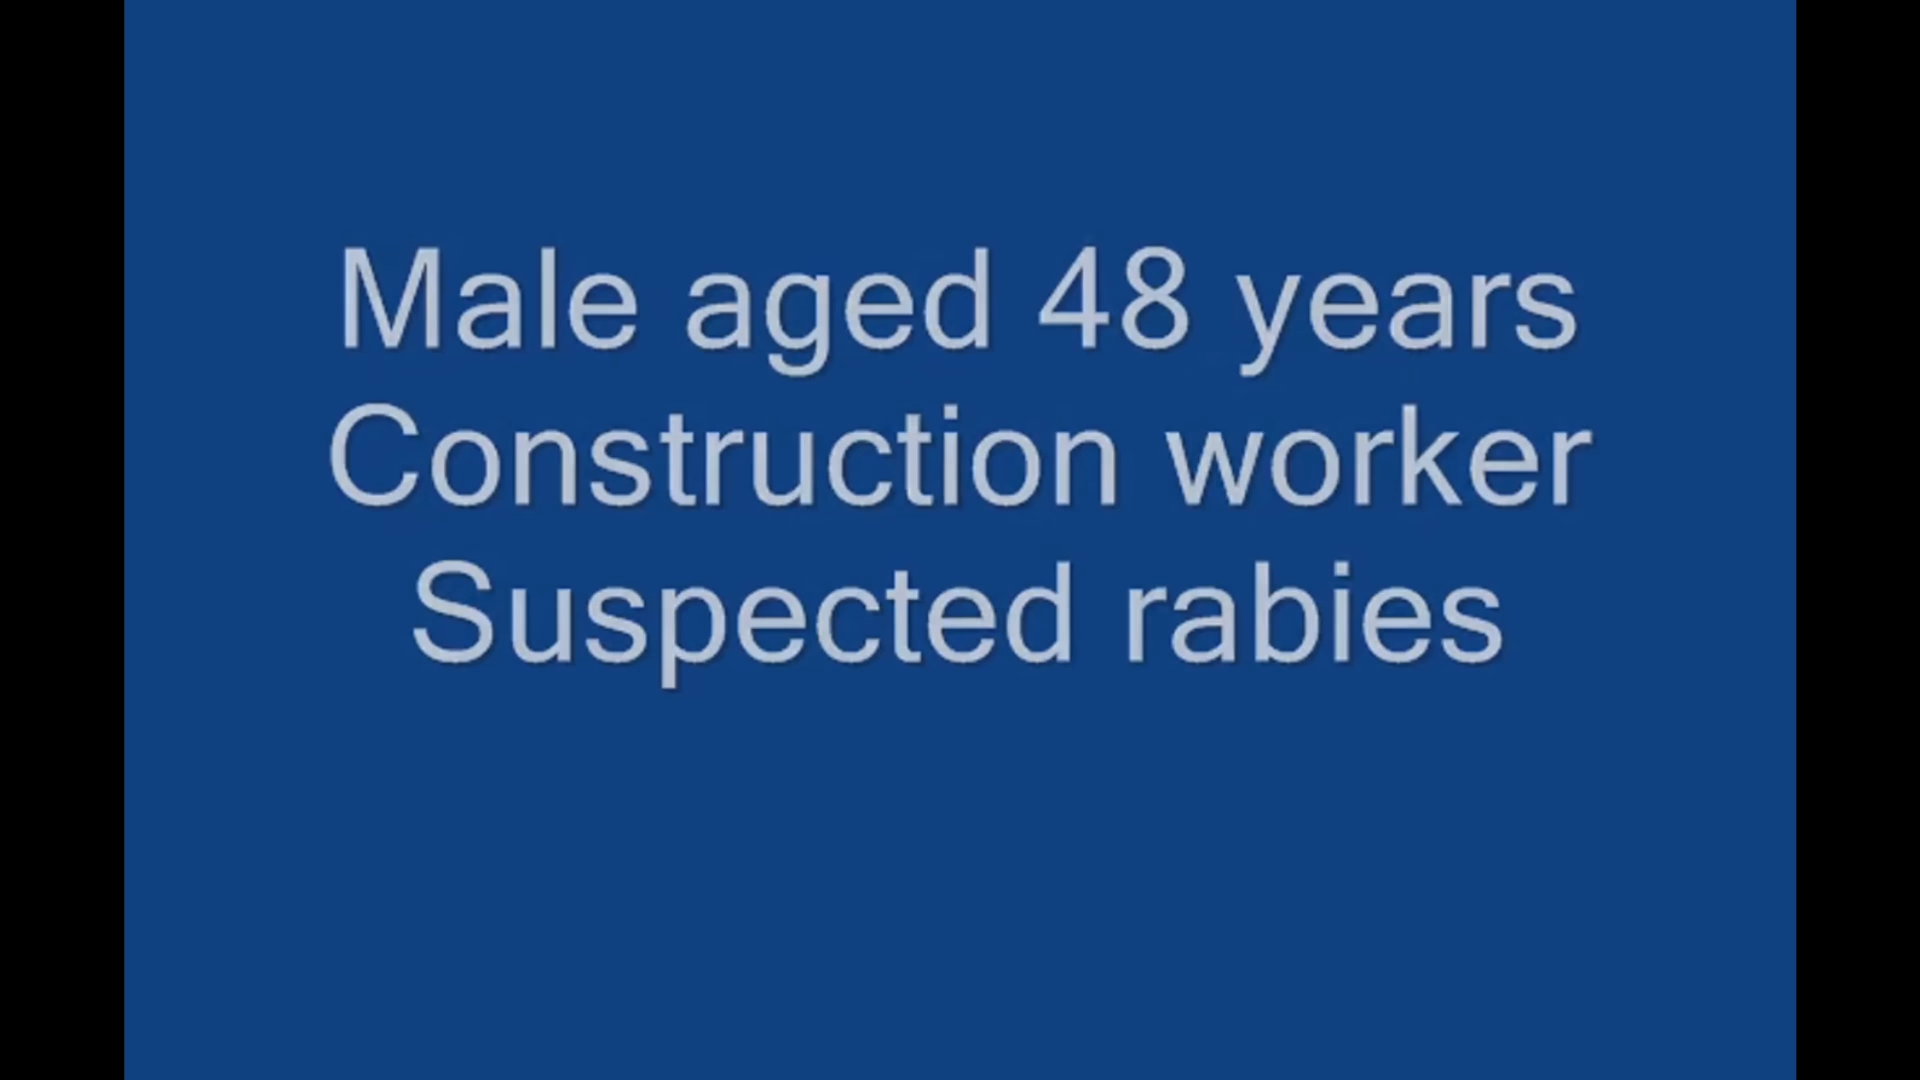 Male aged 48 years
Construction worker
Suspected rabies